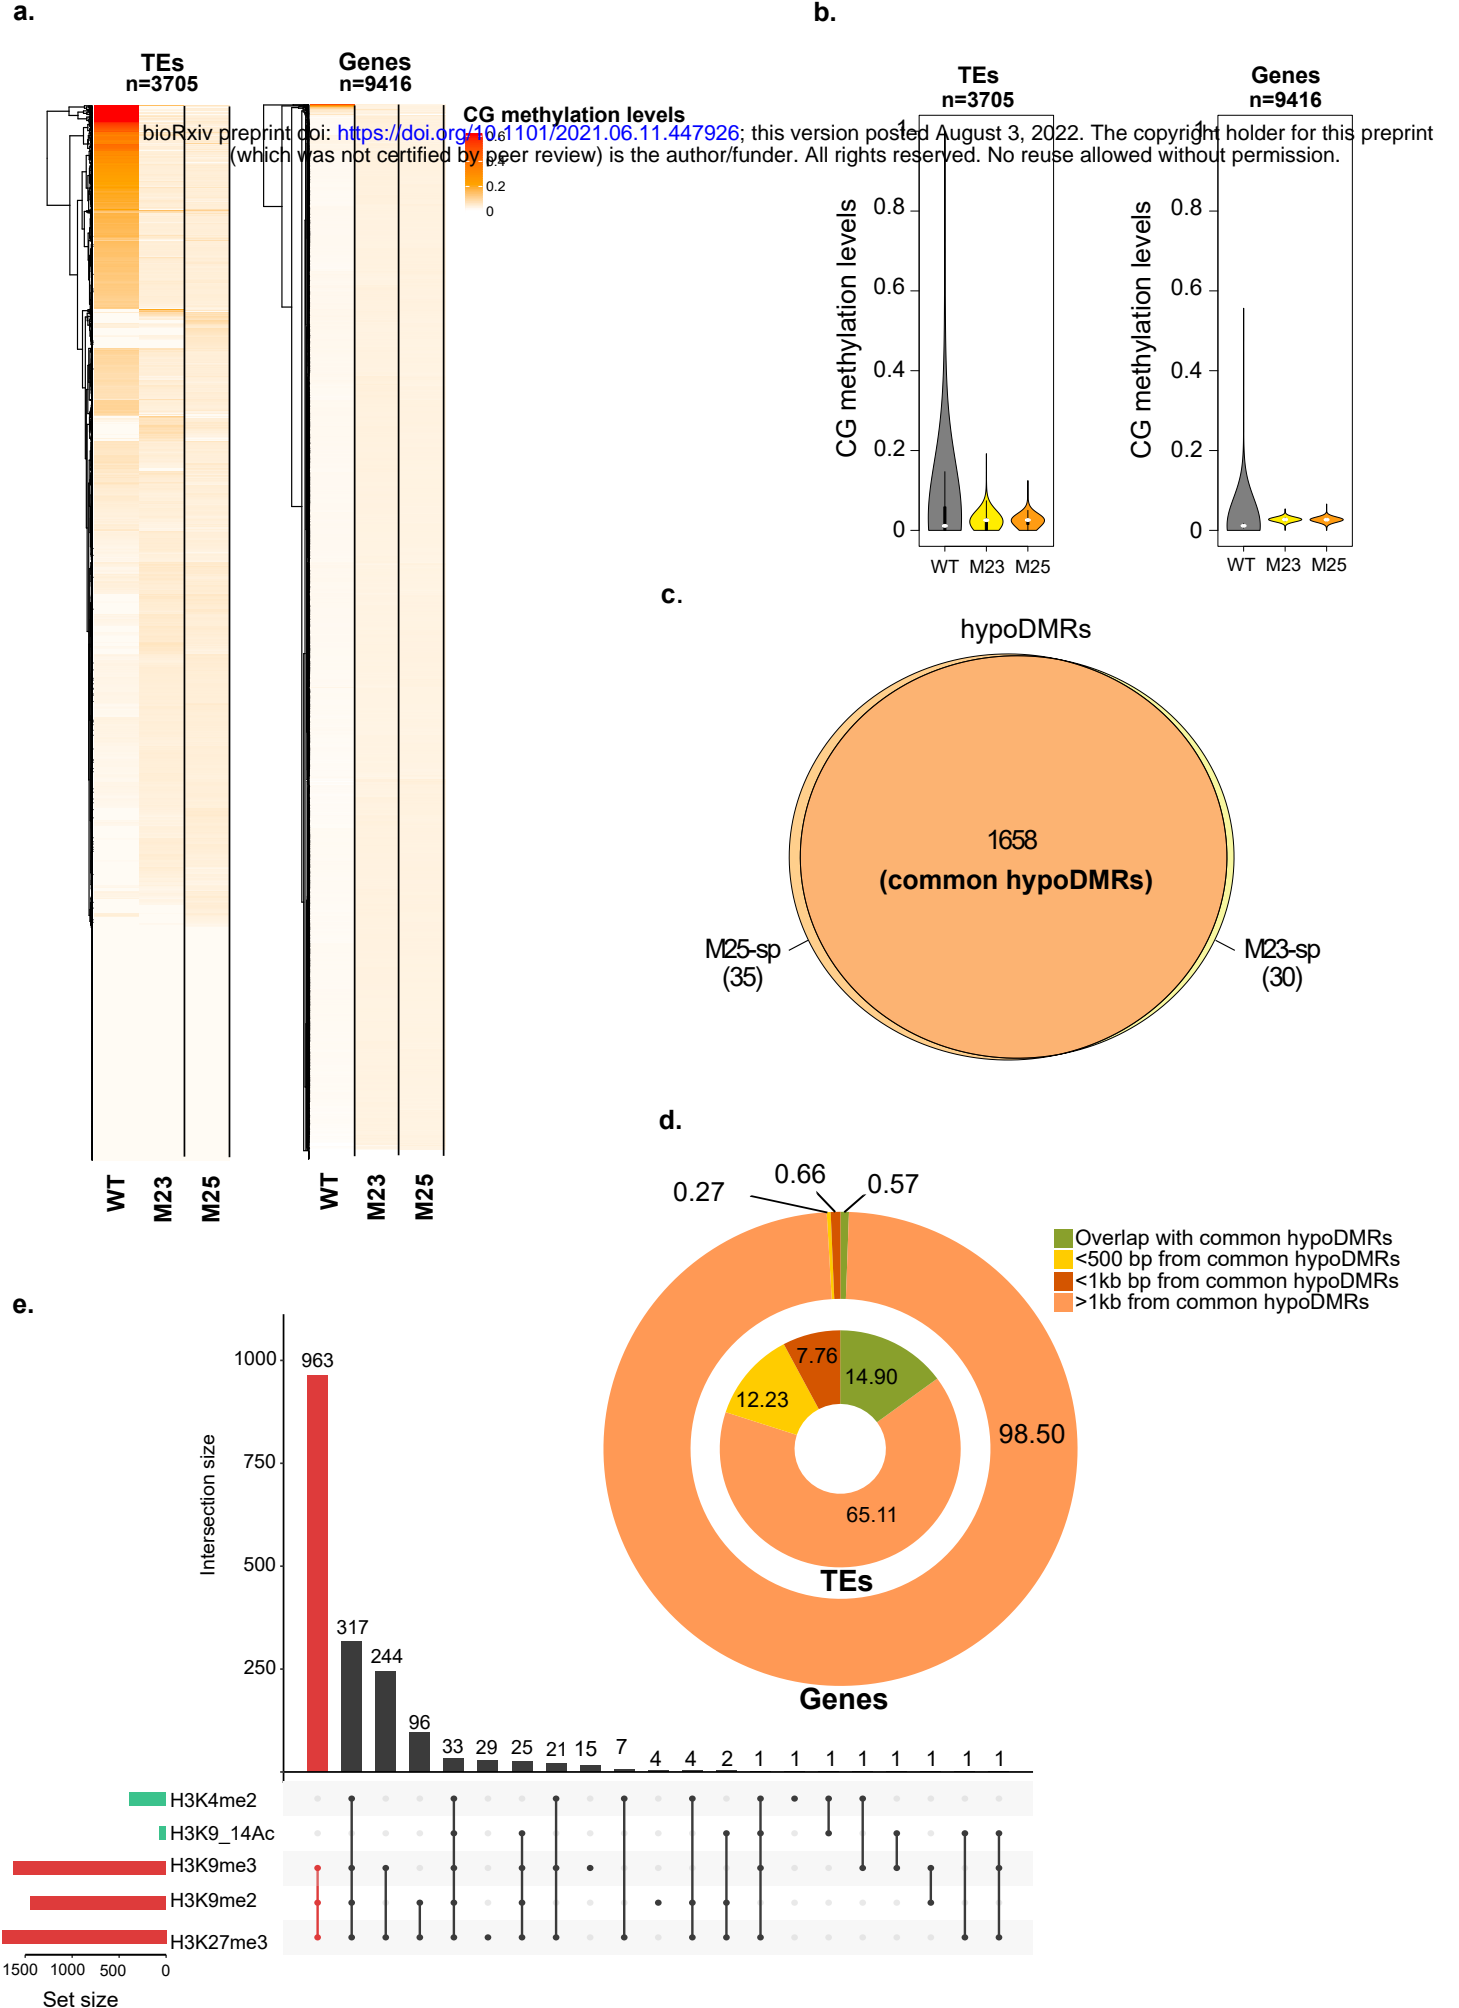 a.
TEs
n=3705
Genes
n=9416
CG methylation levels
0.6
0.4
0.2
0
WT
M23
M25
WT
M23
M25
bioRxiv preprint doi: https://doi.org/10.1101/2021.06.11.447926; this version posted August 3, 2022. The copyright holder for this preprint
(which was not certified by peer review) is the author/funder. All rights reserved. No reuse allowed without permission.
b.
TEs
n=3705
CG methylation levels
1
0.8
0.6
0.4
0.2
0
WT M23 M25
Genes
n=9416
CG methylation levels
1
0.8
0.6
0.4
0.2
0
WT M23 M25
c.
hypoDMRs
1658
(common hypoDMRs)
M25-sp
(35)
M23-sp
(30)
d.
0.27
0.66
0.57
Overlap with common hypoDMRs
<500 bp from common hypoDMRs
<1kb bp from common hypoDMRs
>1kb from common hypoDMRs
7.76
14.90
12.23
98.50
65.11
TEs
Genes
e.
Intersection size
1000
750
500
250
963
317
244
96
33
29
25
21
15
7
4
4
2
1
1
1
1
1
1
1
1
H3K4me2
H3K9_14Ac
H3K9me3
H3K9me2
H3K27me3
1500 1000 500 0
Set size